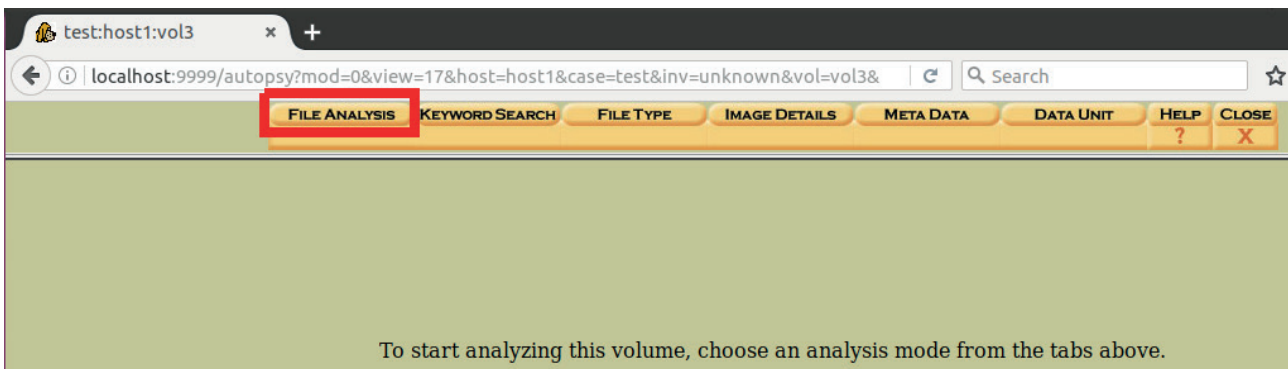 test:host1:vol3 × +
localhost:9999/autopsy?mod=0&view=17&host=host1&case=test&inv=unknown&vol=vol3& Search
FILE ANALYSIS KEYWORD SEARCH FILE TYPE IMAGE DETAILS META DATA DATA UNIT HELP CLOSE
? X
To start analyzing this volume, choose an analysis mode from the tabs above.